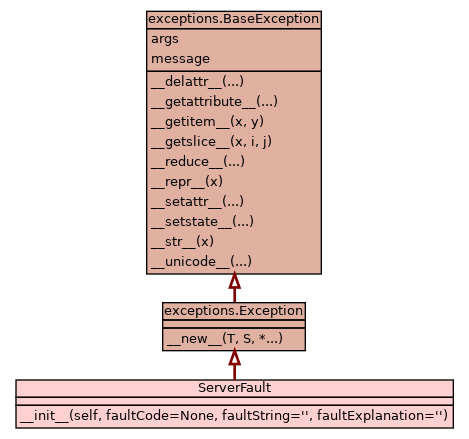 exceptions.BaseException
args
message
__delattr__(...)
__getattribute__(...)
__getitem__(x, y)
__getslice__(x, i, j)
__reduce__(...)
__repr__(x)
__setattr__(...)
__setstate__(...)
__str__(x)
__unicode__(...)
exceptions.Exception
__new__(T, S, *...)
ServerFault
__init__(self, faultCode=None, faultString='', faultExplanation='')